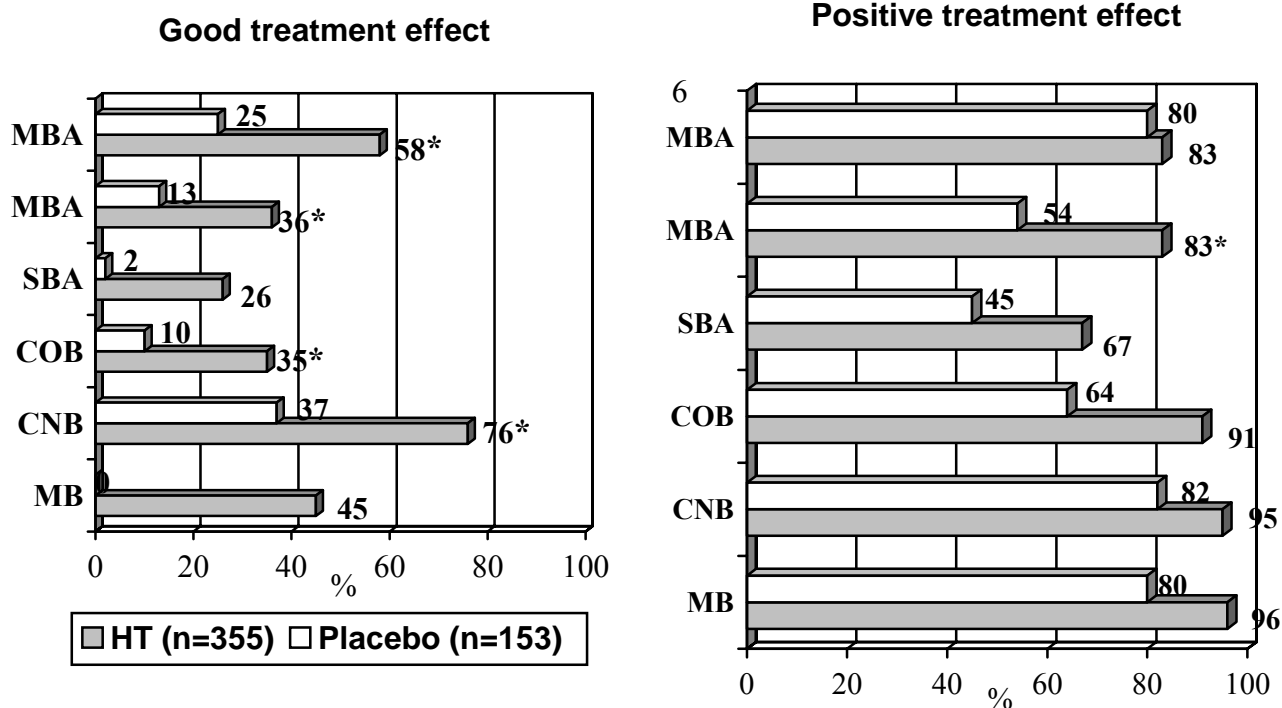 Good treatment effect
MBA
25
58*
MBA
13
36*
SBA
2
26
COB
10
35*
CNB
37
76*
MB
0
45
0 20 40 60 80 100
%
HT (n=355) Placebo (n=153)
Positive treatment effect
6
MBA
80
83
MBA
54
83*
SBA
45
67
COB
64
91
CNB
82
95
MB
80
96
0 20 40 60 80 100
%